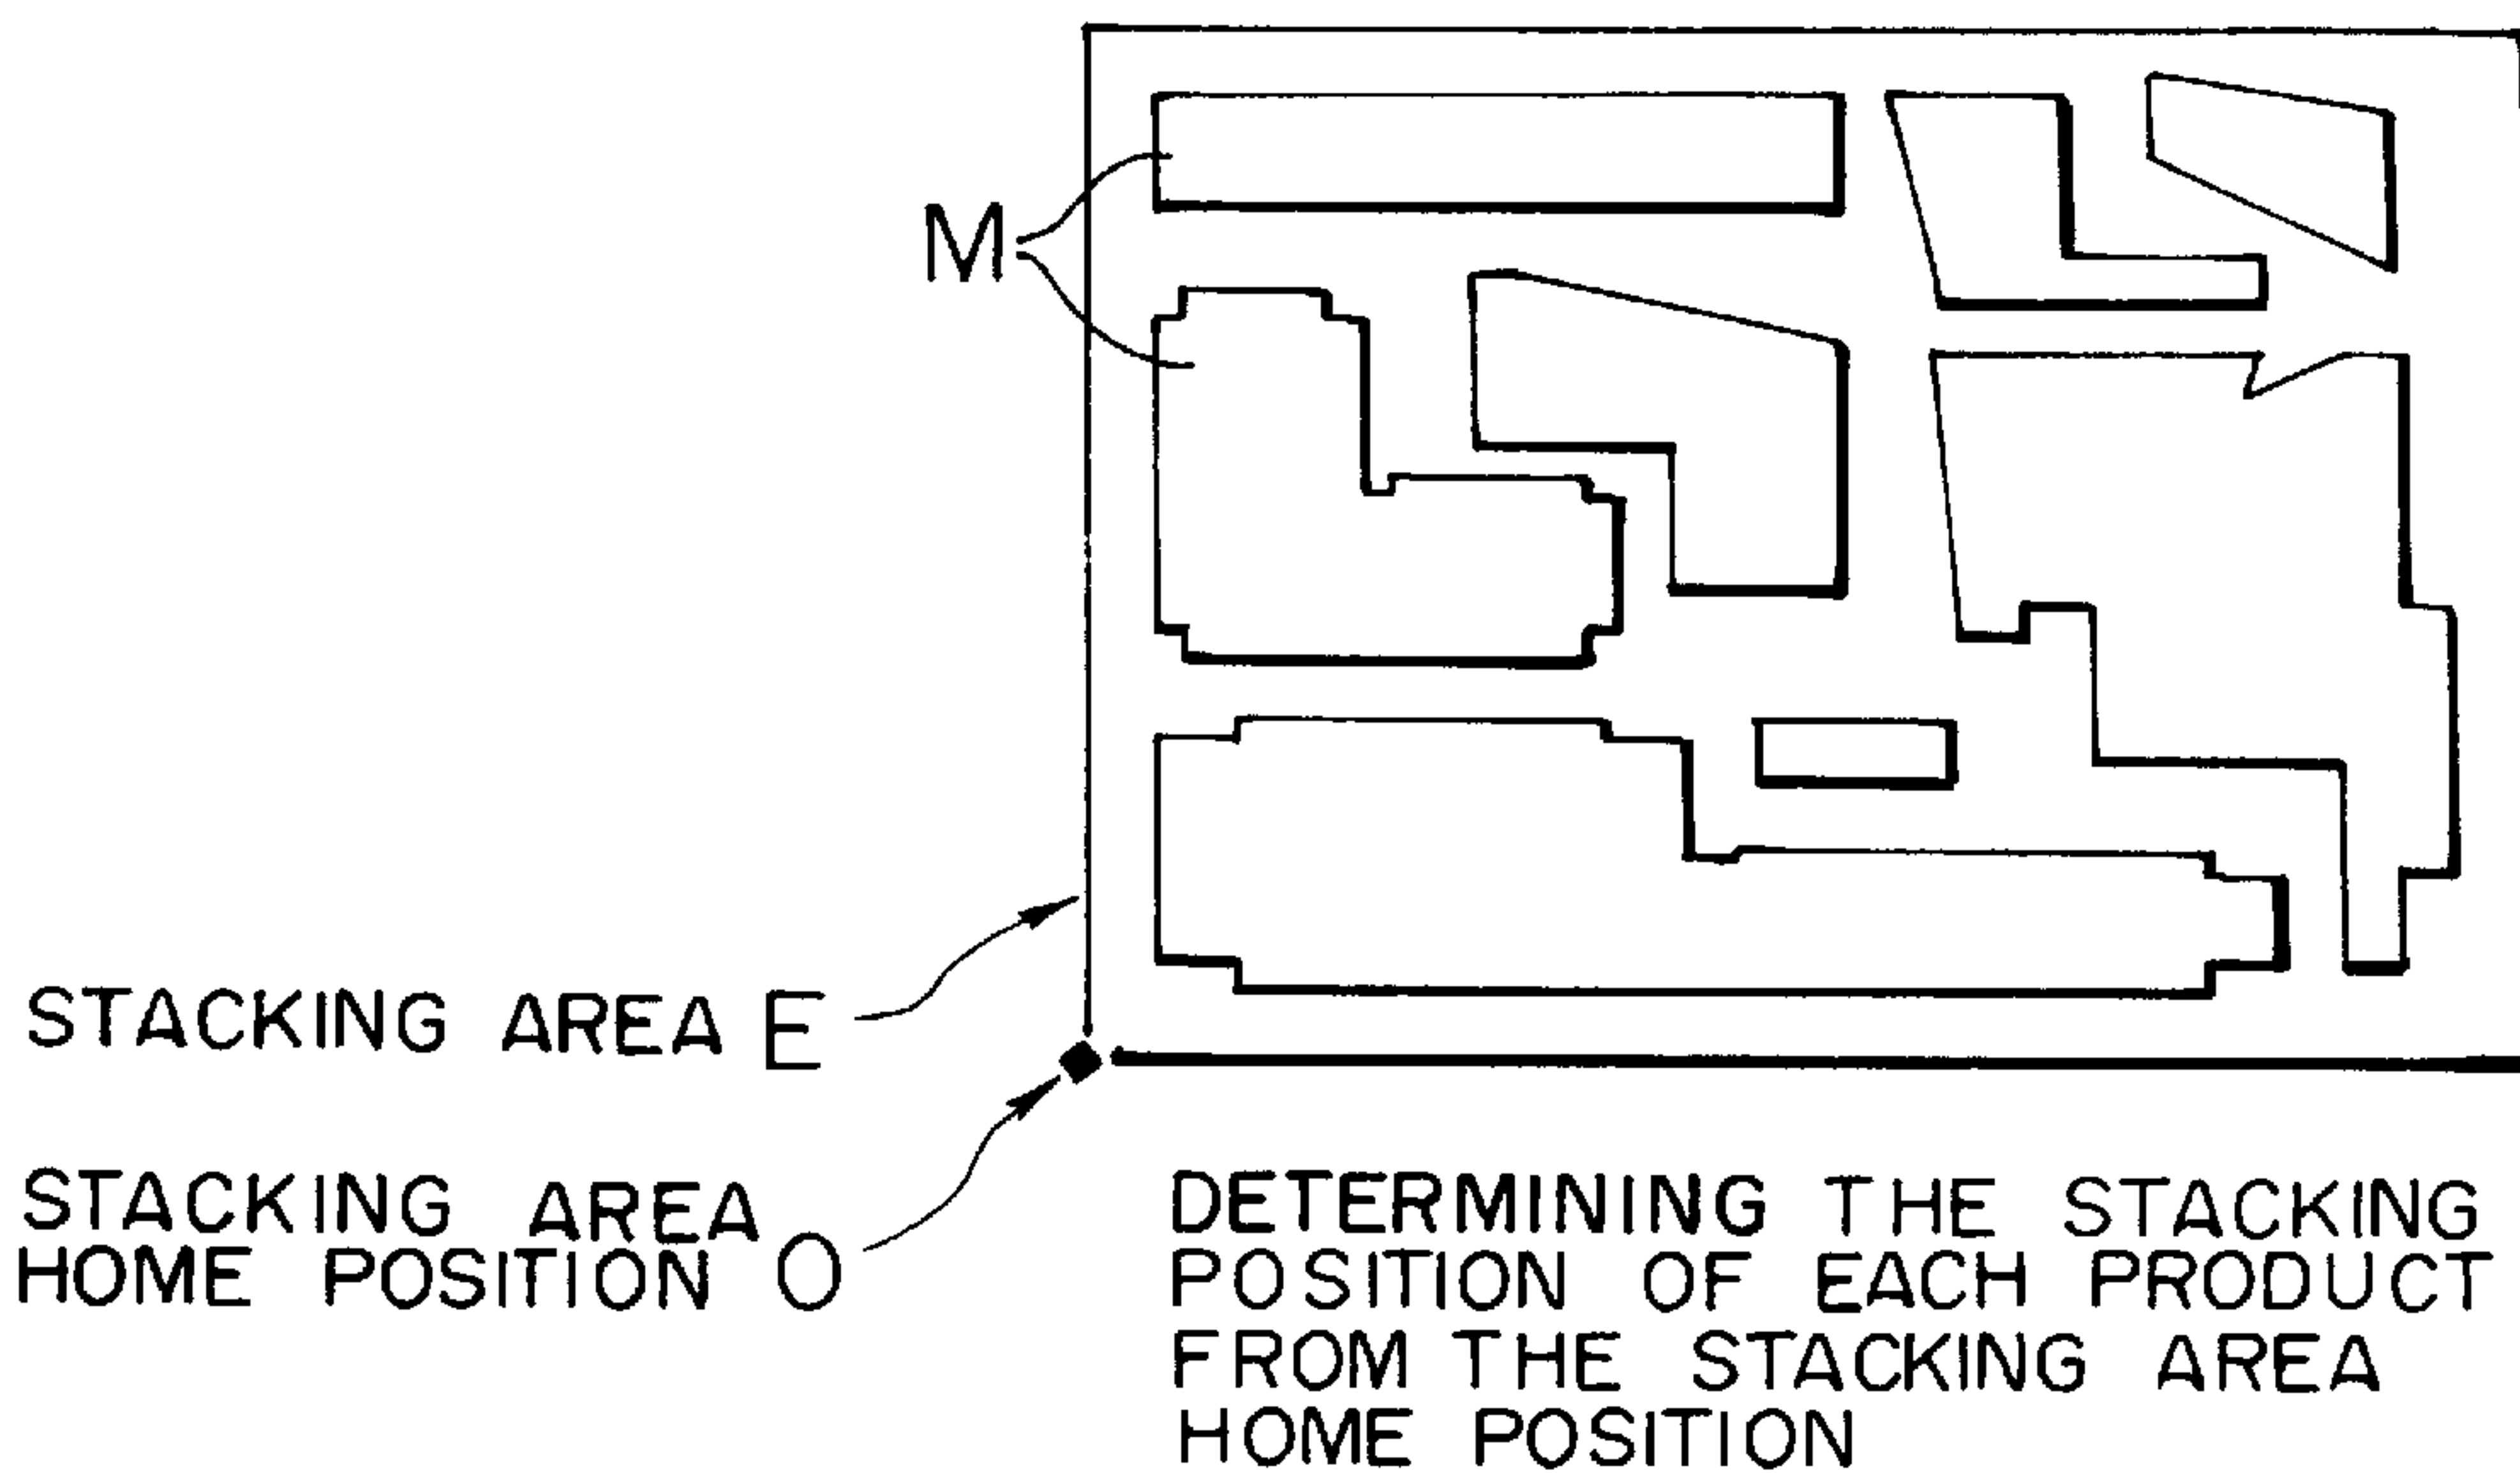 M
STACKING AREA E
STACKING AREA
HOME POSITION O
DETERMINING THE STACKING
POSITION OF EACH PRODUCT
FROM THE STACKING AREA
HOME POSITION